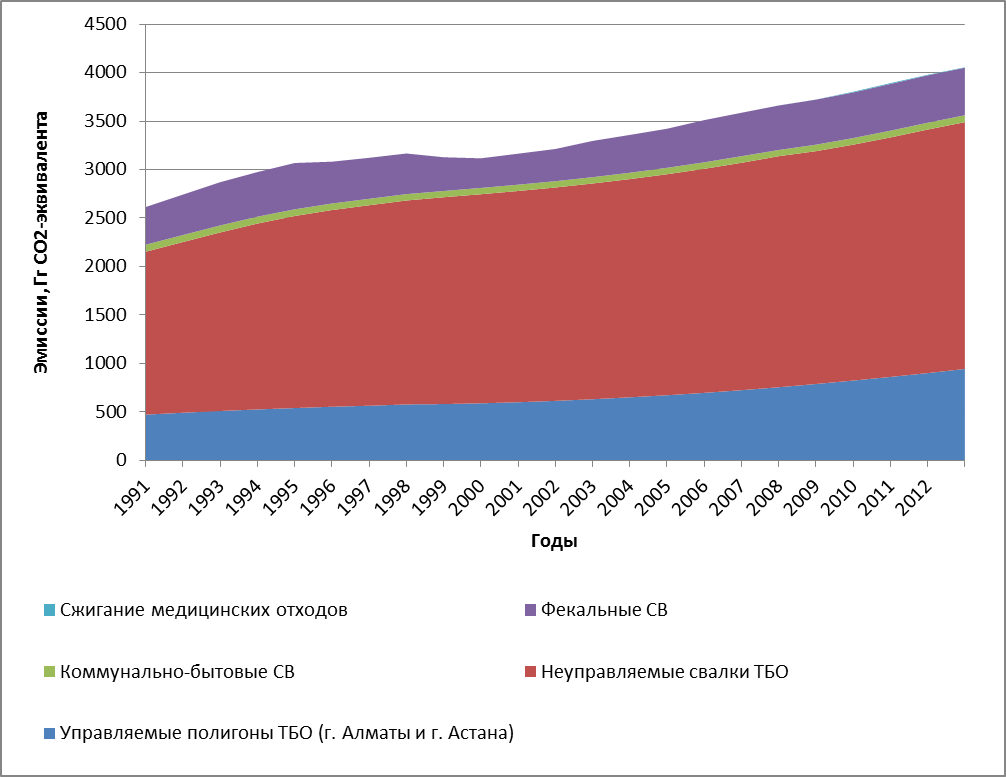 4500
4000
3500
3000
2500
2000
1500
1000
500
0
Эмиссии, Гг СО2-эквивалента
1991 1992 1993 1994 1995 1996 1997 1998 1999 2000 2001 2002 2003 2004 2005 2006 2007 2008 2009 2010 2011 2012
Годы
Сжигание медицинских отходов Фекальные СВ
Коммунально-бытовые СВ Неуправляемые свалки ТБО
Управляемые полигоны ТБО (г. Алматы и г. Астана)